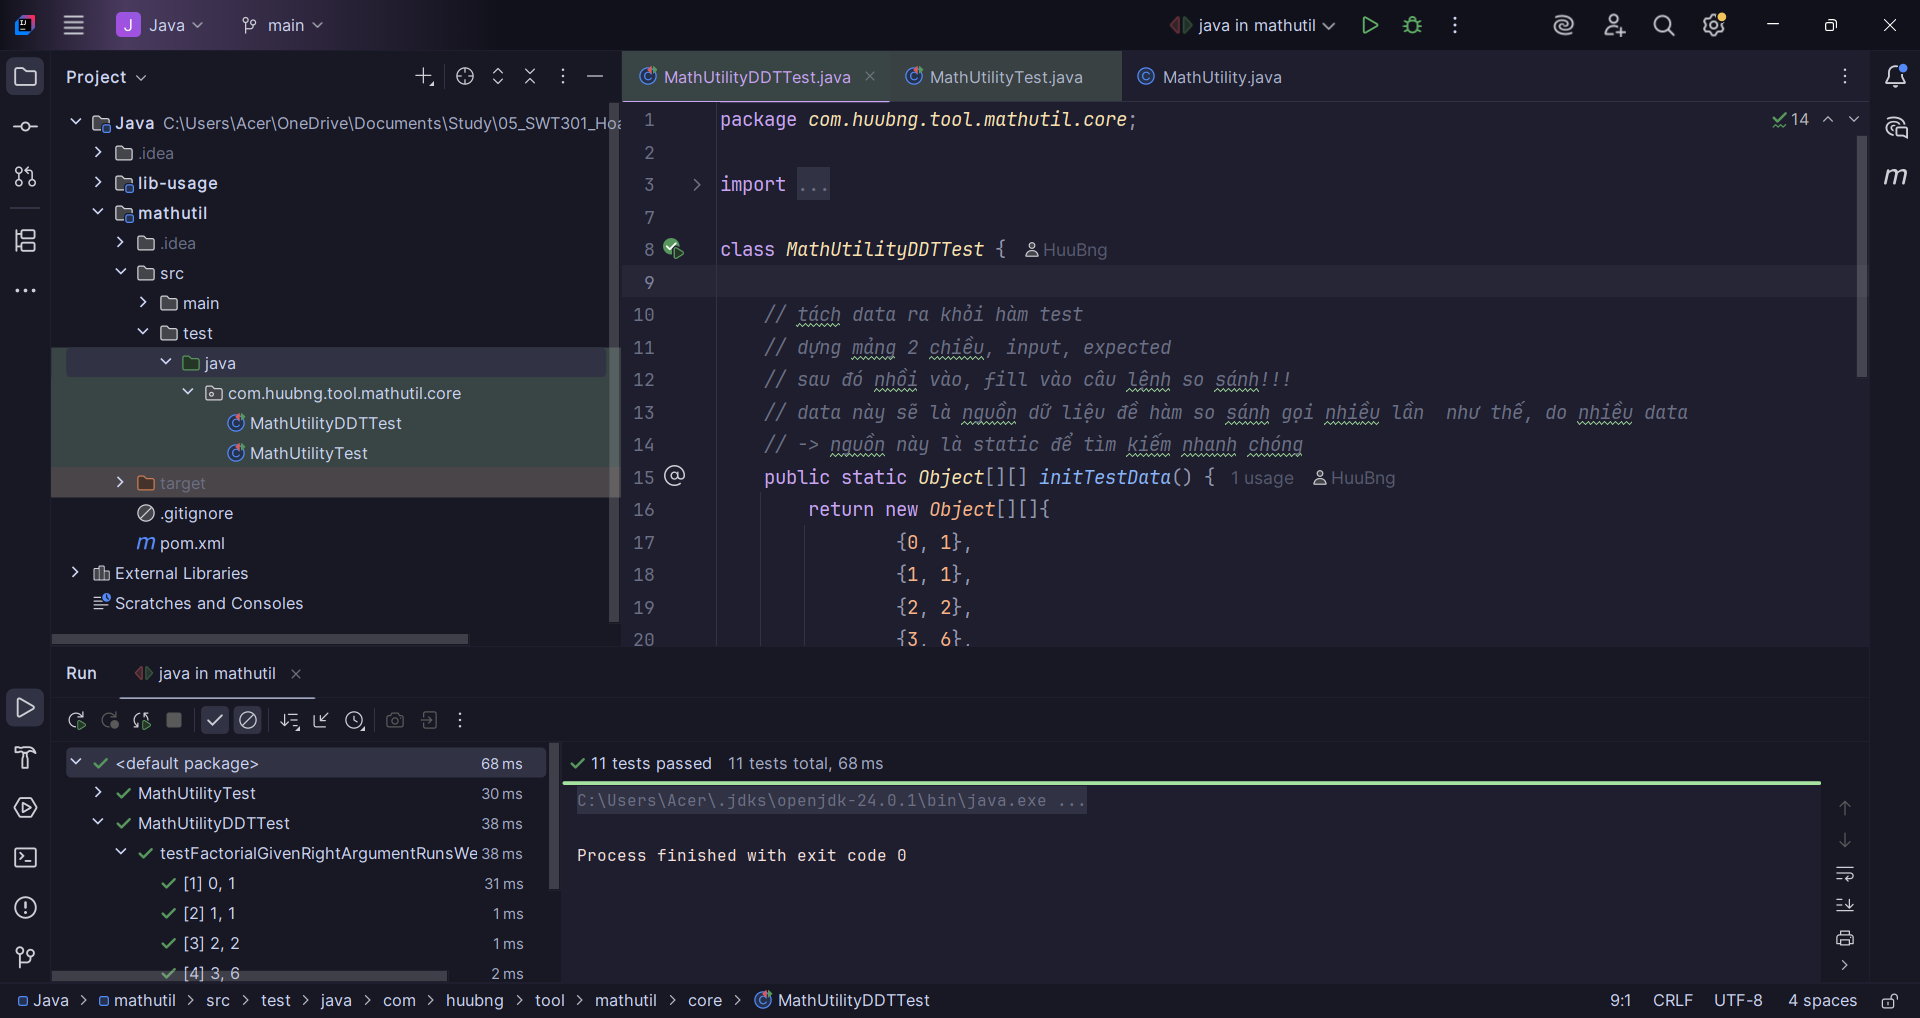 J Java main java in mathutil
Project
MathUtilityDDTTest.java MathUtilityTest.java MathUtility.java
Java C:\Users\Acer\OneDrive\Documents\Study\05_SWT301_Hoa
.idea
lib-usage
mathutil
.idea
src
main
test
java
com.huubng.tool.mathutil.core
MathUtilityDDTTest
MathUtilityTest
target
.gitignore
m pom.xml
External Libraries
Scratches and Consoles
14
1 package com.huubng.tool.mathutil.core;
2
3 import ...
7
8 class MathUtilityDDTTest { HuuBng
9
10 // tách data ra khỏi hàm test
11 // dựng mảng 2 chiều, input, expected
12 // sau đó nhồi vào, fill vào câu lệnh so sánh!!!
13 // data này sẽ là nguồn dữ liệu đề hàm so sánh gọi nhiều lần  như thế, do nhiều data
14 // -> nguồn này là static để tìm kiếm nhanh chóng
15 @ public static Object[][] initTestData() { 1 usage HuuBng
16 return new Object[][]{
17 {0, 1},
18 {1, 1},
19 {2, 2},
20 {3, 6},
m
Run java in mathutil
<default package> 68 ms
MathUtilityTest 30 ms
MathUtilityDDTTest 38 ms
testFactorialGivenRightArgumentRunsWe 38 ms
[1] 0, 1 31 ms
[2] 1, 1 1 ms
[3] 2, 2 1 ms
[4] 3, 6 2 ms
11 tests passed 11 tests total, 68 ms
C:\Users\Acer\.jdks\openjdk-24.0.1\bin\java.exe ...
Process finished with exit code 0
Java > mathutil > src > test > java > com > huubng > tool > mathutil > core > MathUtilityDDTTest
9:1 CRLF UTF-8 4 spaces